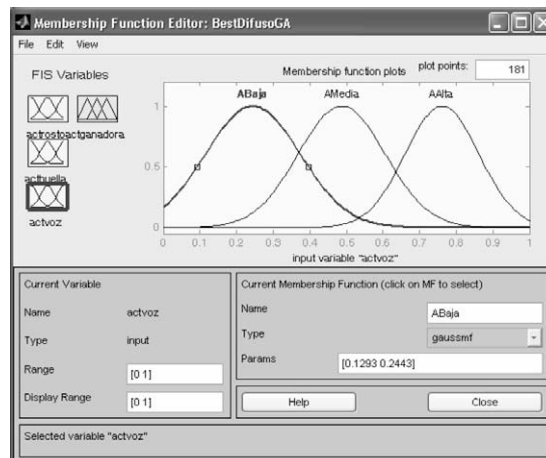 Membership Function Editor: BestDifusoGA
File Edit View
FIS Variables
Membership function plots
plot points: 181
actrosto
actganadora
acthuella
actvoz
ABaja AMedia AAlta
1
0.5
0
0 0.1 0.2 0.3 0.4 0.5 0.6 0.7 0.8 0.9 1
input variable "actvoz"
Current Variable
Name actvoz
Type input
Range [0 1]
Display Range [0 1]
Current Membership Function (click on MF to select)
Name ABaja
Type gaussmf
Params [0.1293 0.2443]
Help Close
Selected variable "actvoz"